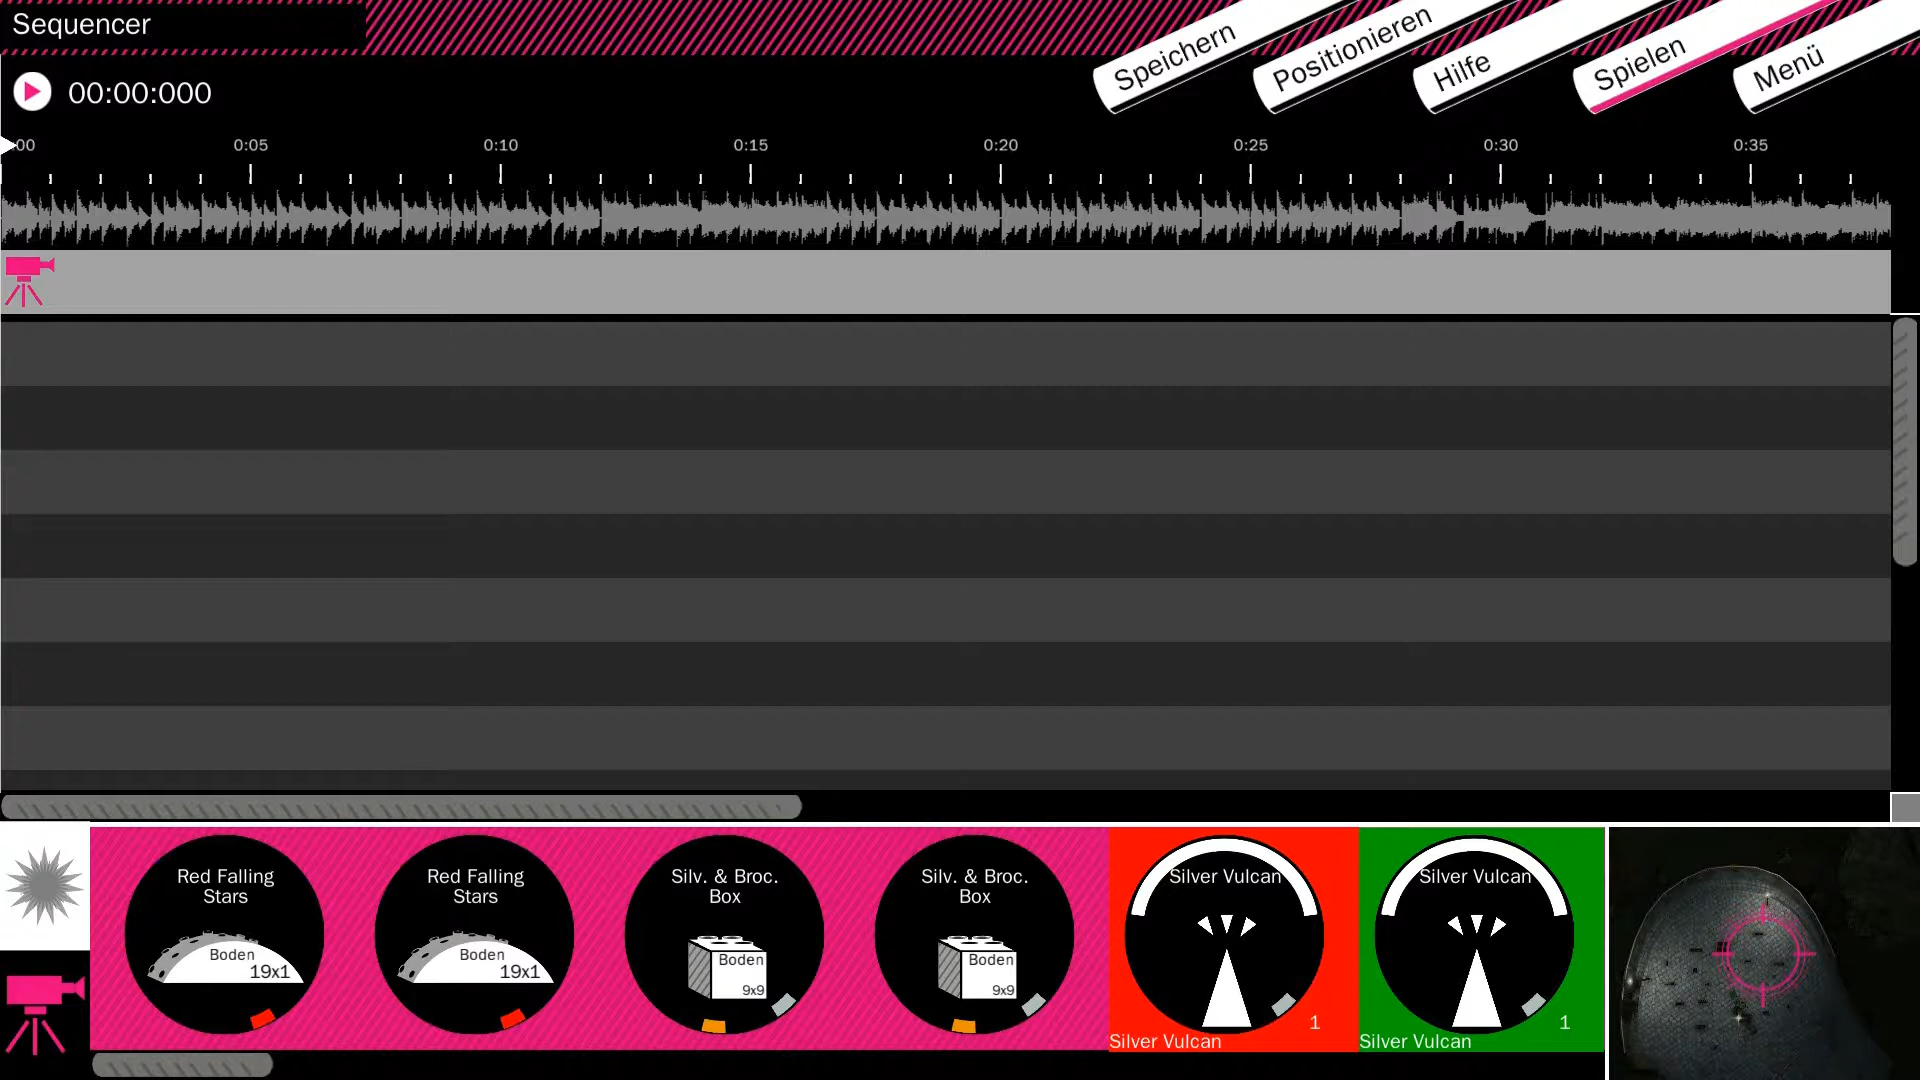 Sequencer
Speichern
Positionieren
Hilfe
Spielen
Menü
00:00:000
00
0:05
0:10
0:15
0:20
0:25
0:30
0:35
Red Falling
Stars
Boden
19x1
Red Falling
Stars
Boden
19x1
Silv. & Broc.
Box
Boden
9x9
Silv. & Broc.
Box
Boden
9x9
Silver Vulcan
1
Silver Vulcan
Silver Vulcan
1
Silver Vulcan